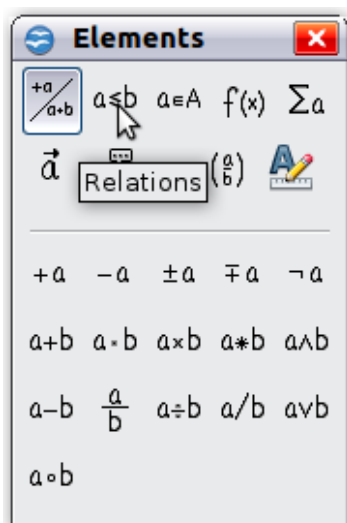 Elements
+a/a+b a≤b a∈A f(x) Σa
a⃗ (a b)
Relations
+a −a ±a ∓a ¬a
a+b a·b a×b a∗b a∧b
a−b a/b a÷b a/b a∨b
a∘b